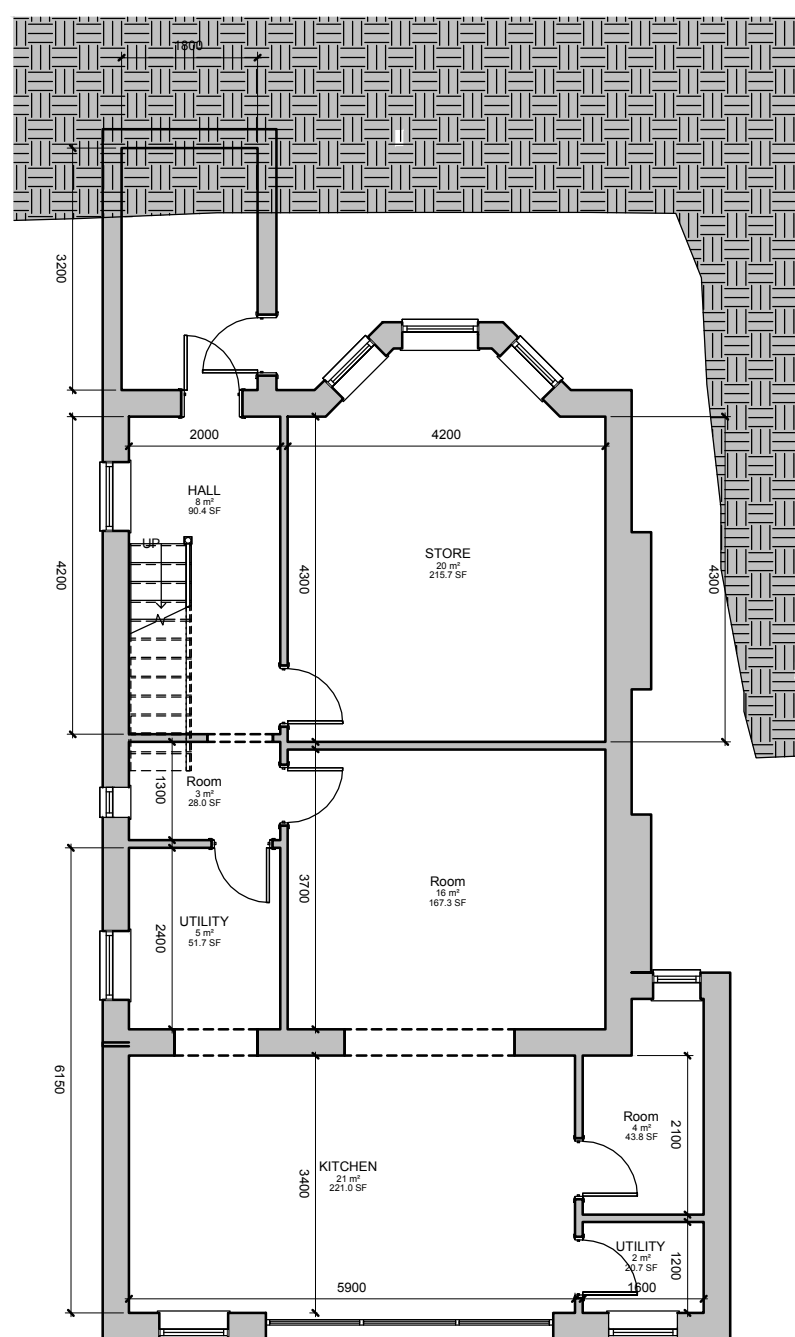 1800
3200
2000
4200
HALL
8 m²
90.4 SF
UP
STORE
20 m²
215.7 SF
4200
4300
4300
Room
3 m²
28.0 SF
1300
Room
16 m²
167.3 SF
3700
UTILITY
5 m²
51.7 SF
2400
6150
Room
4 m²
43.8 SF
2100
KITCHEN
21 m²
221.0 SF
3400
UTILITY
2 m²
20.7 SF
1200
5900
1600